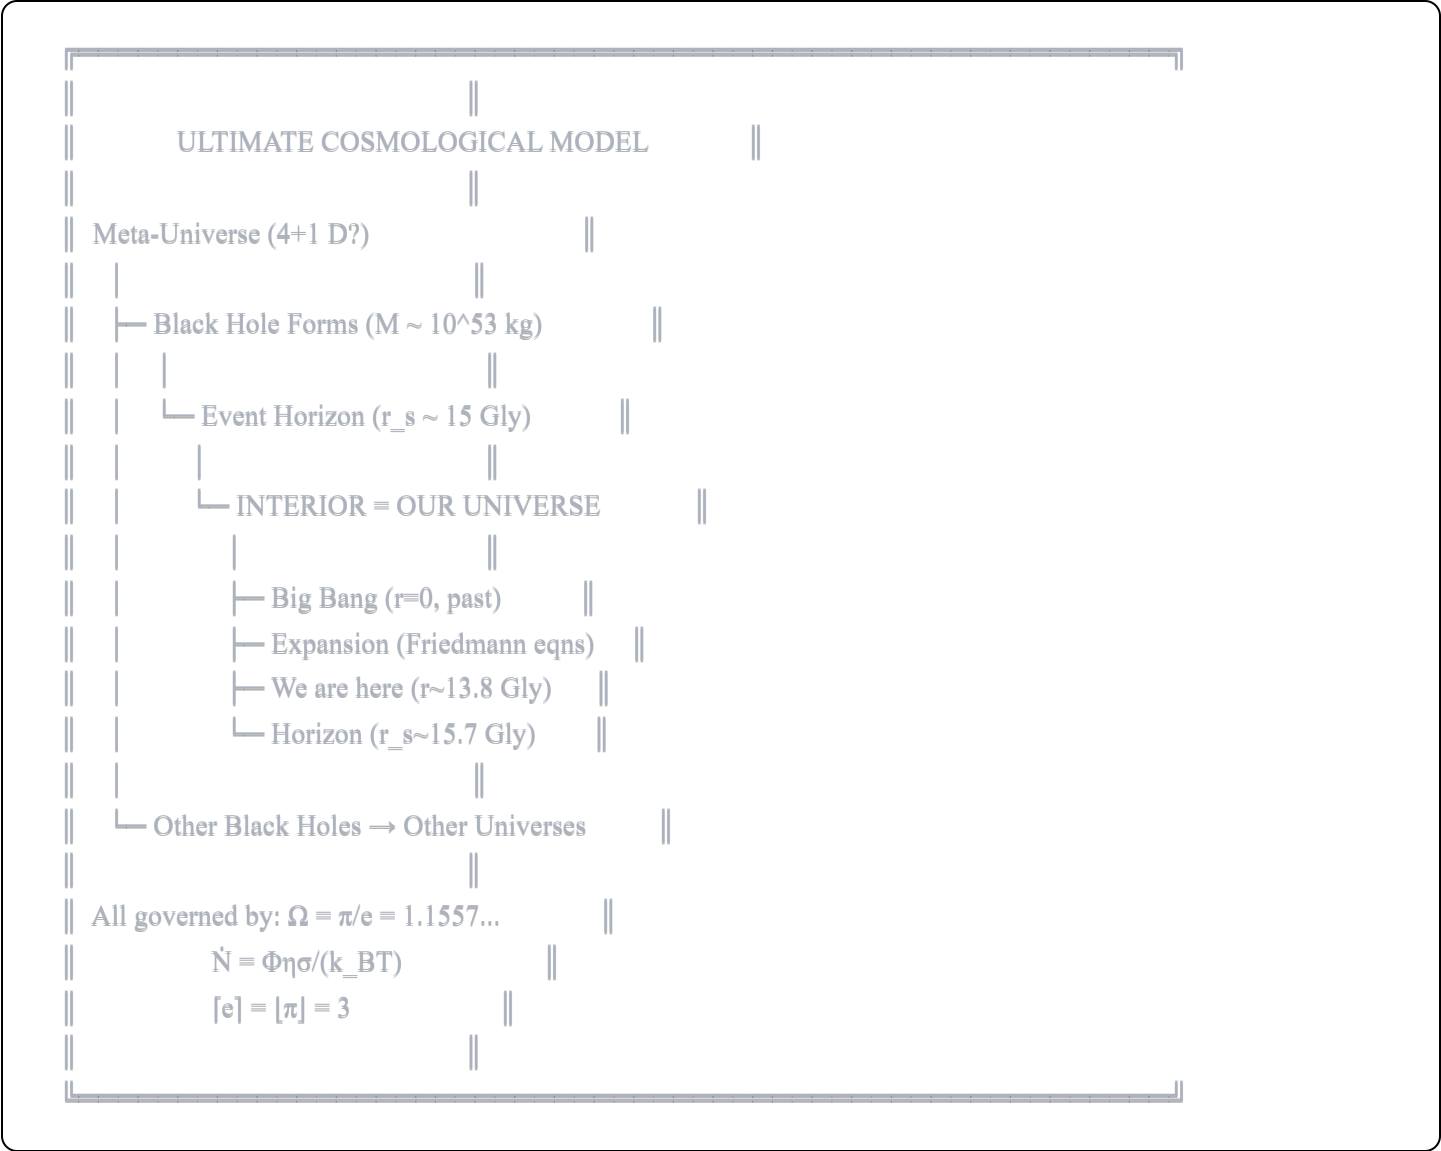 ULTIMATE COSMOLOGICAL MODEL
Meta-Universe (4+1 D?)
├─ Black Hole Forms (M ~ 10^53 kg)
└─ Event Horizon (r_s ~ 15 Gly)
└─ INTERIOR = OUR UNIVERSE
├─ Big Bang (r=0, past)
├─ Expansion (Friedmann eqns)
├─ We are here (r~13.8 Gly)
└─ Horizon (r_s~15.7 Gly)
└─ Other Black Holes → Other Universes
All governed by: Ω = π/e = 1.1557...
Ṅ = Φησ/(k_BT)
⌈e⌉ = ⌊π⌋ = 3